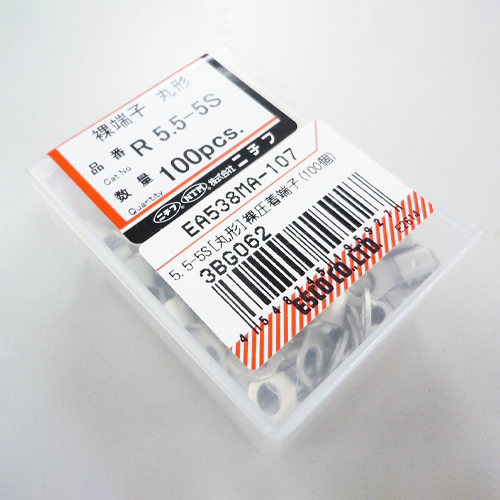 裸端子 丸形
品番 R 5.5-5S
Cat.No
数量 100pcs.
Quantity
ニチフ NTM 株式会社ニチフ
EA538MA-107
5.5-5S[丸形]裸圧着端子(100個)
3BG062
ESCO CO.,LTD.